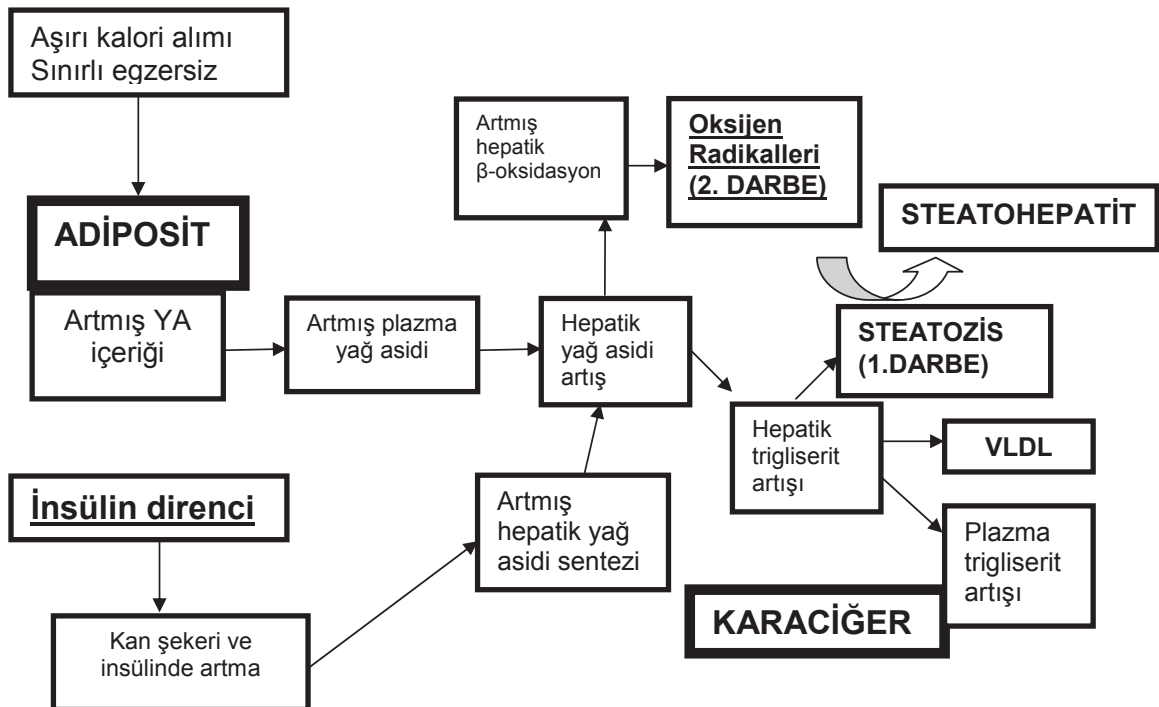 Aşırı kalori alımı
Sınırlı egzersiz
ADİPOSİT
Artmış YA
içeriği
Artmış plazma
yağ asidi
Hepatik
yağ asidi
artış
Artmış
hepatik
β-oksidasyon
Oksijen
Radikalleri
(2. DARBE)
STEATOHEPATİT
STEATOZİS
(1.DARBE)
Hepatik
trigliserit
artışı
VLDL
Plazma
trigliserit
artışı
KARACİĞER
İnsülin direnci
Kan şekeri ve
insülinde artma
Artmış
hepatik yağ
asidi sentezi